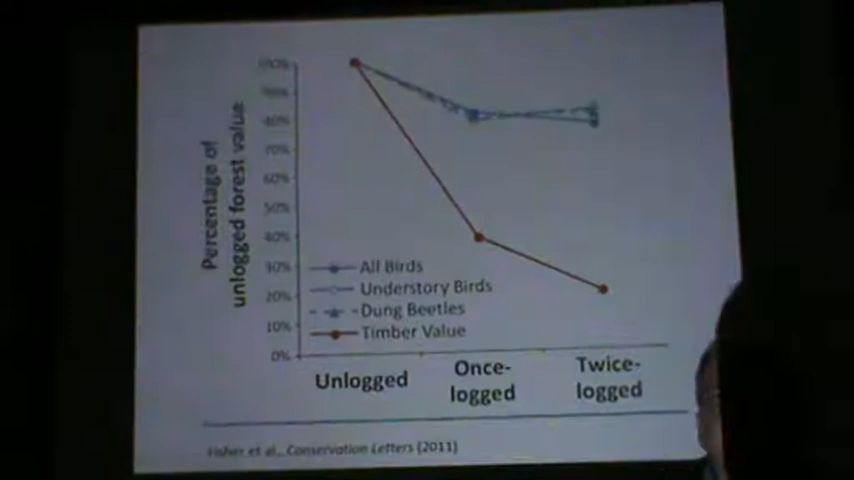 Percentage of
unlogged forest value
100%
90%
80%
70%
60%
50%
40%
30%
20%
10%
0%
All Birds
Understory Birds
Dung Beetles
Timber Value
Unlogged
Once-
logged
Twice-
logged
Fisher et al., Conservation Letters (2011)